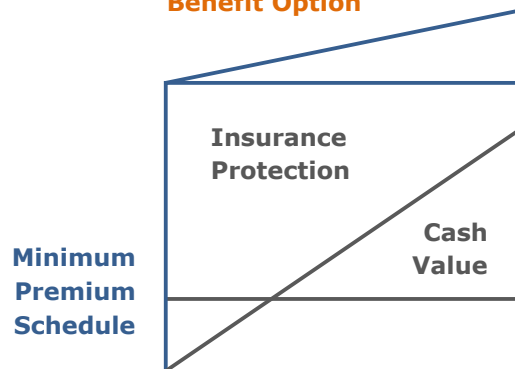 Benefit Option
Insurance
Protection
Cash
Value
Minimum
Premium
Schedule